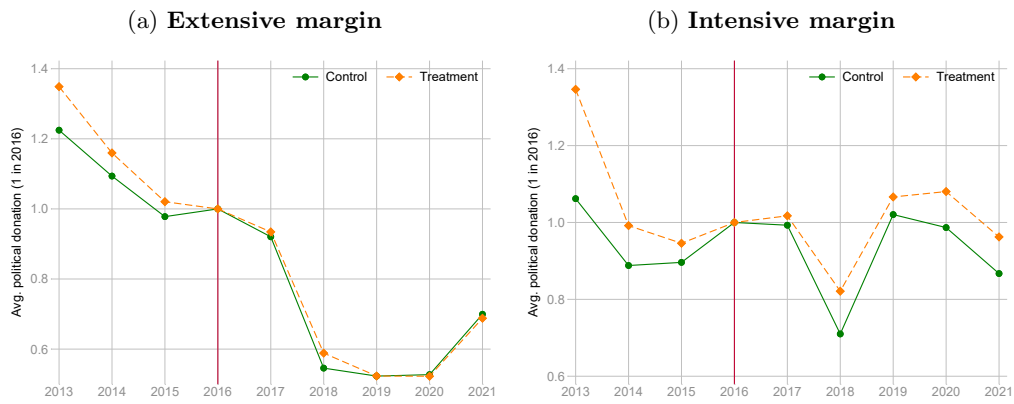 (a) Extensive margin
Control Treatment
Avg. political donation (1 in 2016)
1.4
1.2
1.0
0.8
0.6
2013 2014 2015 2016 2017 2018 2019 2020 2021
(b) Intensive margin
Control Treatment
Avg. political donation (1 in 2016)
1.4
1.2
1.0
0.8
0.6
2013 2014 2015 2016 2017 2018 2019 2020 2021